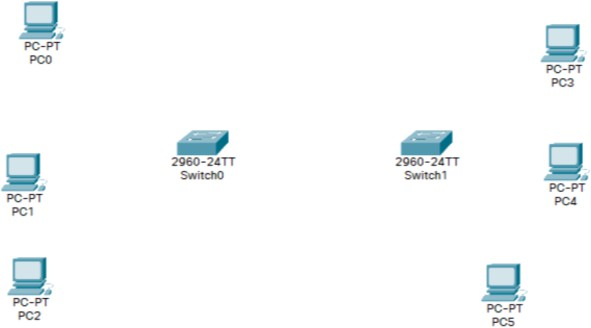 PC-PT
PC0
PC-PT
PC3
2960-24TT
Switch0
2960-24TT
Switch1
PC-PT
PC1
PC-PT
PC4
PC-PT
PC2
PC-PT
PC5